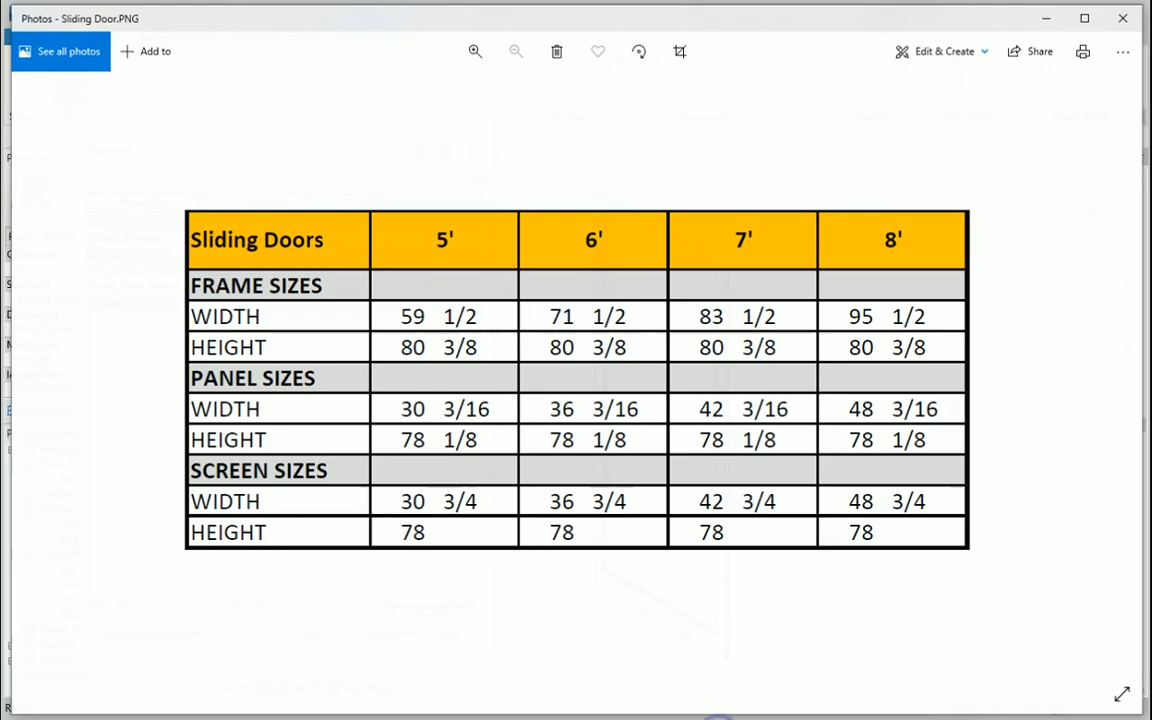 Photos - Sliding Door.PNG
See all photos Add to Edit & Create Share
Sliding Doors 5' 6' 7' 8'
FRAME SIZES
WIDTH 59 1/2 71 1/2 83 1/2 95 1/2
HEIGHT 80 3/8 80 3/8 80 3/8 80 3/8
PANEL SIZES
WIDTH 30 3/16 36 3/16 42 3/16 48 3/16
HEIGHT 78 1/8 78 1/8 78 1/8 78 1/8
SCREEN SIZES
WIDTH 30 3/4 36 3/4 42 3/4 48 3/4
HEIGHT 78 78 78 78